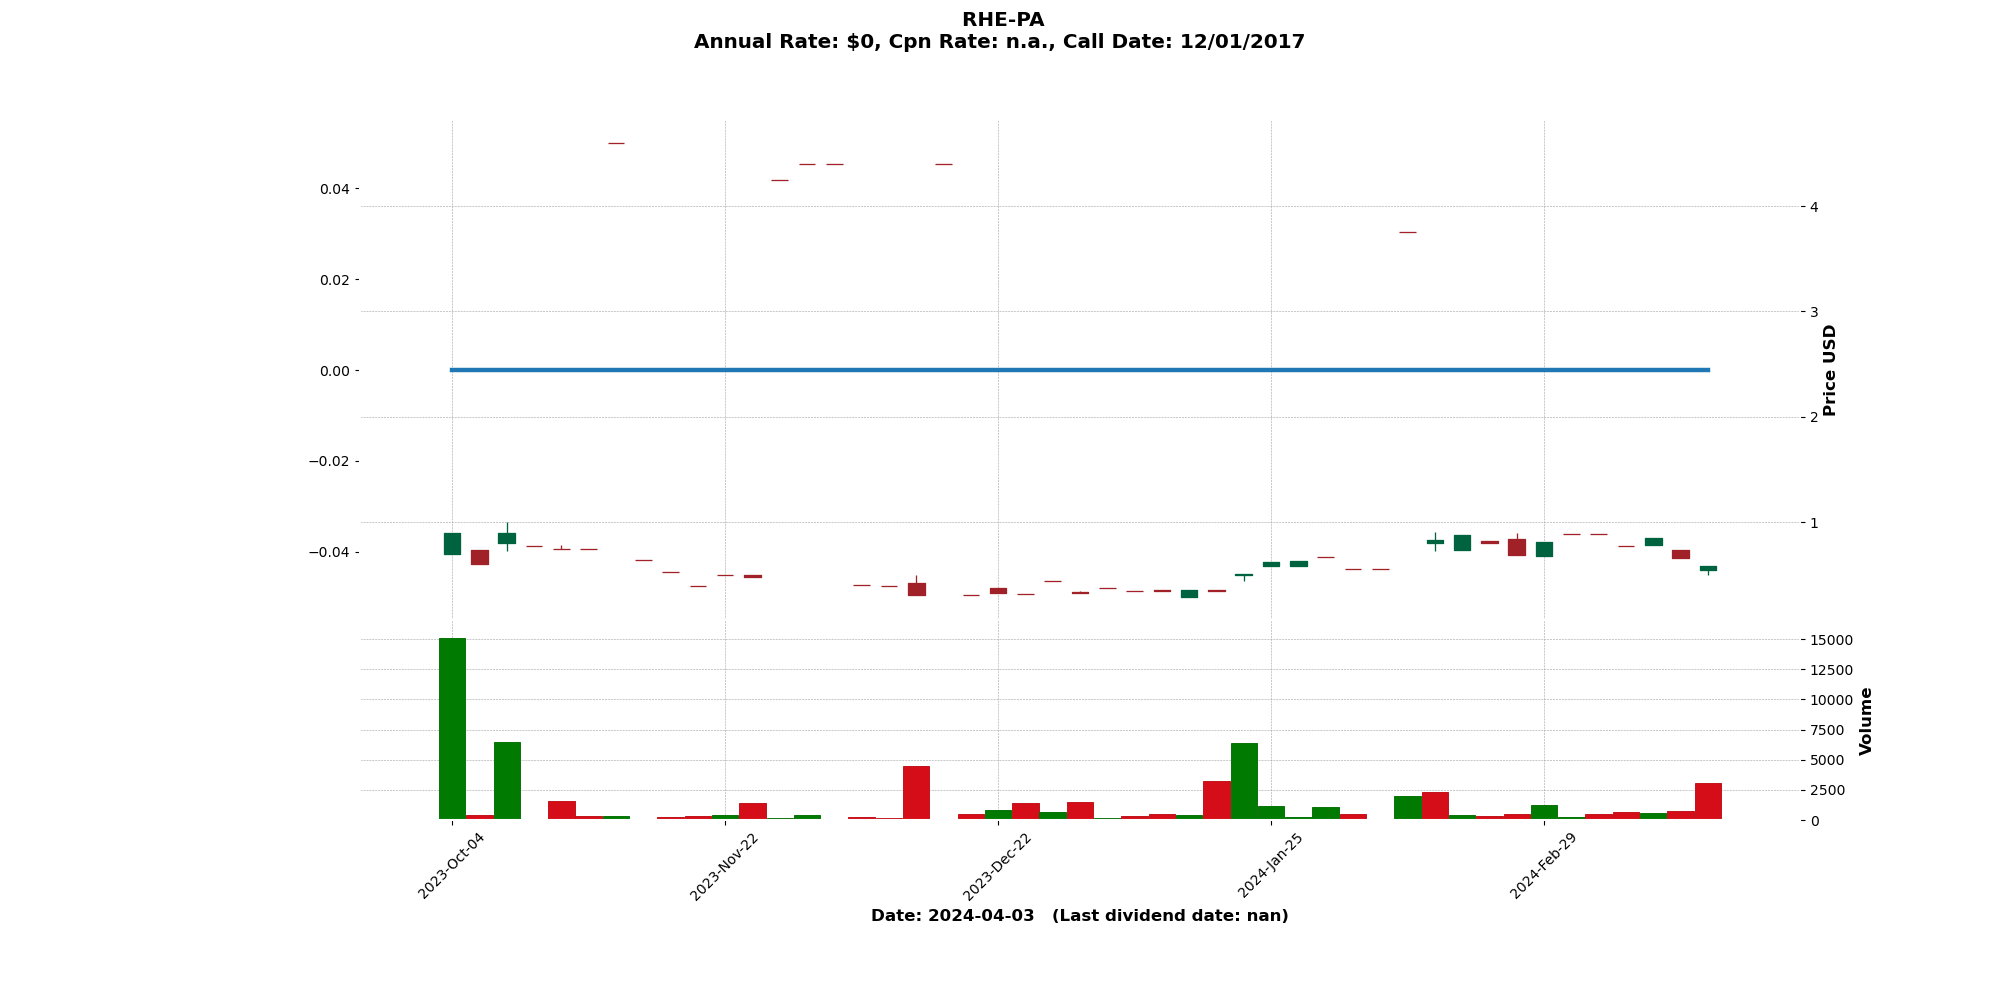 RHE-PA
Annual Rate: $0, Cpn Rate: n.a., Call Date: 12/01/2017
0.04
0.02
0.00
−0.02
−0.04
4
3
2
1
Price USD
15000
12500
10000
7500
5000
2500
0
Volume
2023-Oct-04
2023-Nov-22
2023-Dec-22
2024-Jan-25
2024-Feb-29
Date: 2024-04-03   (Last dividend date: nan)